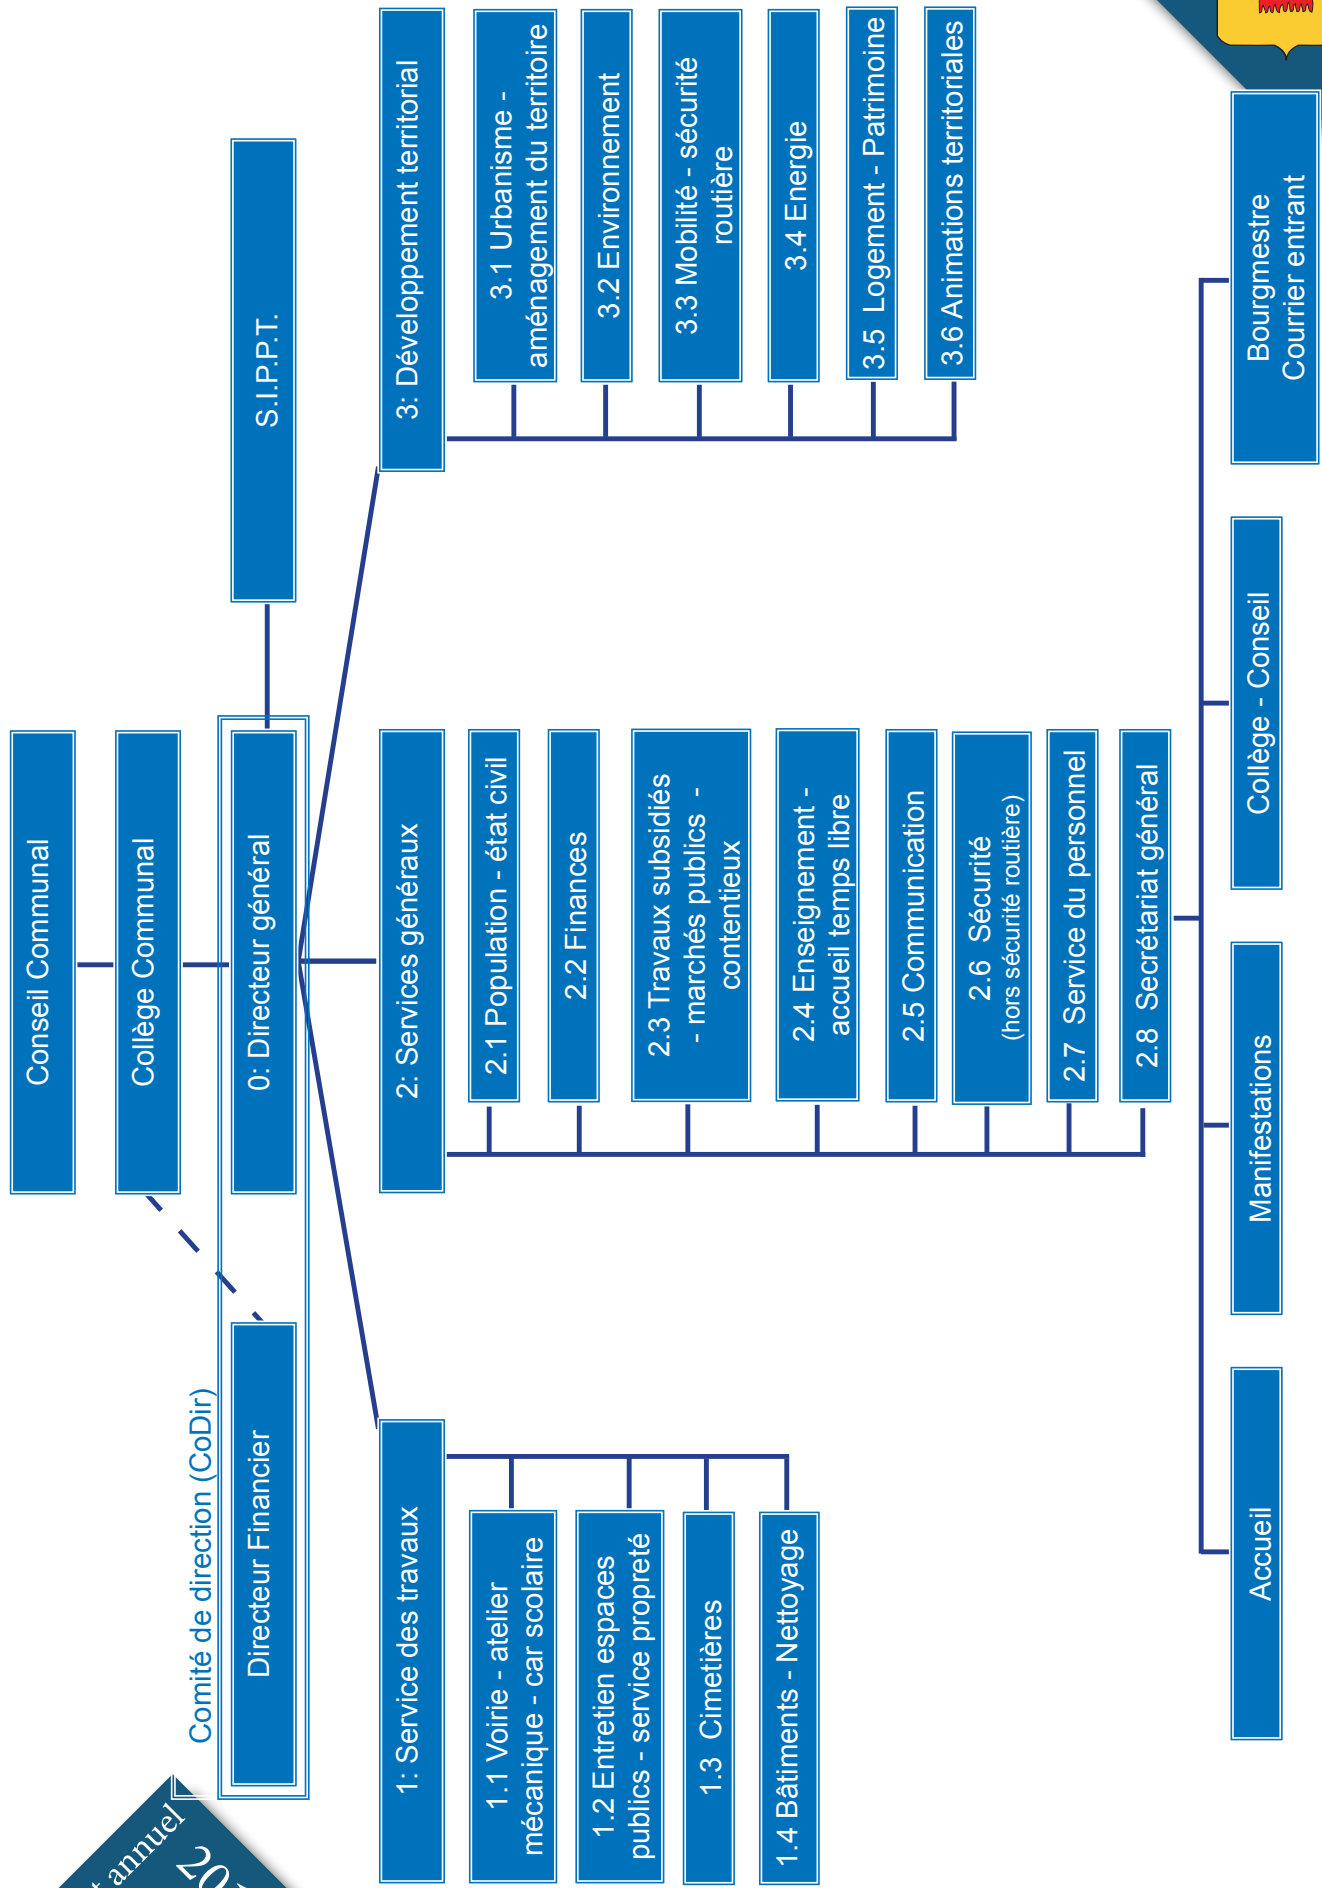 Conseil Communal
Collège Communal
Comité de direction (CoDir)
Directeur Financier
0: Directeur général
S.I.P.P.T.
1: Service des travaux
1.1 Voirie - atelier
mécanique - car scolaire
1.2 Entretien espaces
publics - service propreté
1.3 Cimetières
1.4 Bâtiments - Nettoyage
2: Services généraux
2.1 Population - état civil
2.2 Finances
2.3 Travaux subsidiés
- marchés publics -
contentieux
2.4 Enseignement -
accueil temps libre
2.5 Communication
2.6 Sécurité
(hors sécurité routière)
2.7 Service du personnel
2.8 Secrétariat général
3: Développement territorial
3.1 Urbanisme -
aménagement du territoire
3.2 Environnement
3.3 Mobilité - sécurité
routière
3.4 Energie
3.5 Logement - Patrimoine
3.6 Animations territoriales
Accueil
Manifestations
Collège - Conseil
Bourgmestre
Courrier entrant
annuel